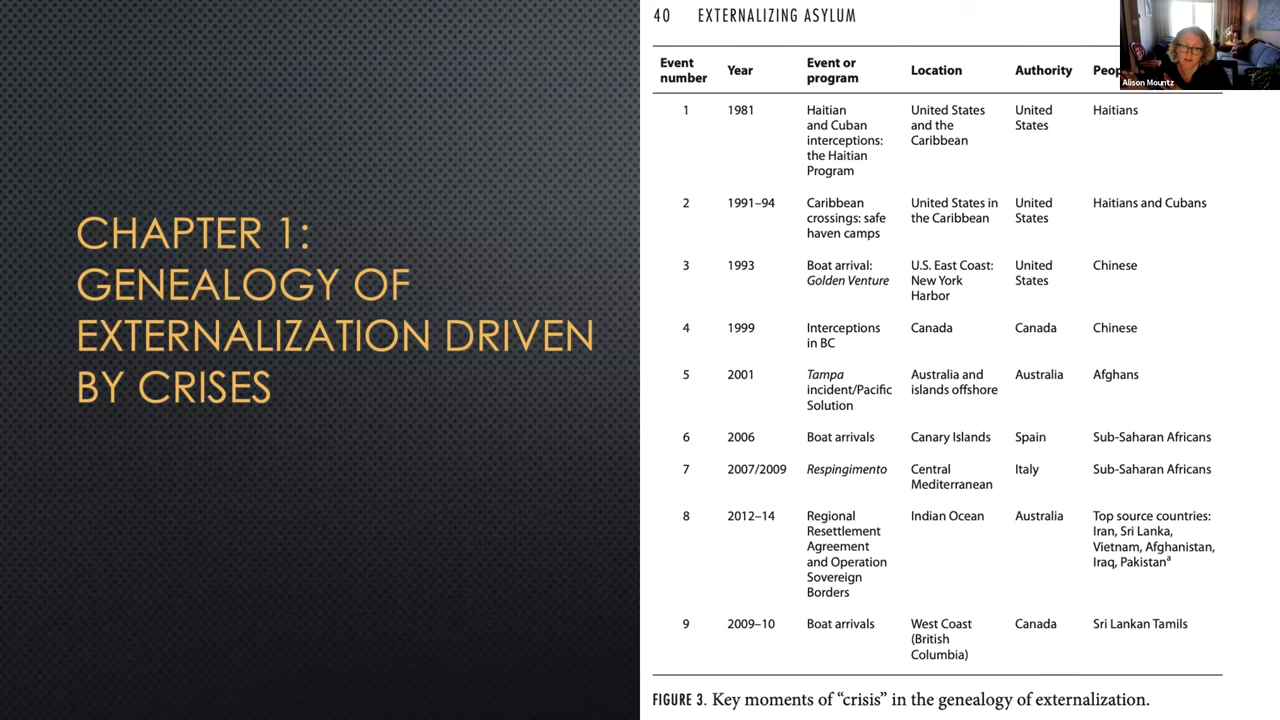 CHAPTER 1:
GENEALOGY OF
EXTERNALIZATION DRIVEN
BY CRISES
40 EXTERNALIZING ASYLUM
Alison Mountz
Event number Year Event or program Location Authority
1 1981 Haitian and Cuban interceptions: the Haitian Program United States and the Caribbean United States Haitians
2 1991–94 Caribbean crossings: safe haven camps United States in the Caribbean United States Haitians and Cubans
3 1993 Boat arrival: Golden Venture U.S. East Coast: New York Harbor United States Chinese
4 1999 Interceptions in BC Canada Canada Chinese
5 2001 Tampa incident/Pacific Solution Australia and islands offshore Australia Afghans
6 2006 Boat arrivals Canary Islands Spain Sub-Saharan Africans
7 2007/2009 Respingimento Central Mediterranean Italy Sub-Saharan Africans
8 2012–14 Regional Resettlement Agreement and Operation Sovereign Borders Indian Ocean Australia Top source countries: Iran, Sri Lanka, Vietnam, Afghanistan, Iraq, Pakistanª
9 2009–10 Boat arrivals West Coast (British Columbia) Canada Sri Lankan Tamils
FIGURE 3. Key moments of “crisis” in the genealogy of externalization.